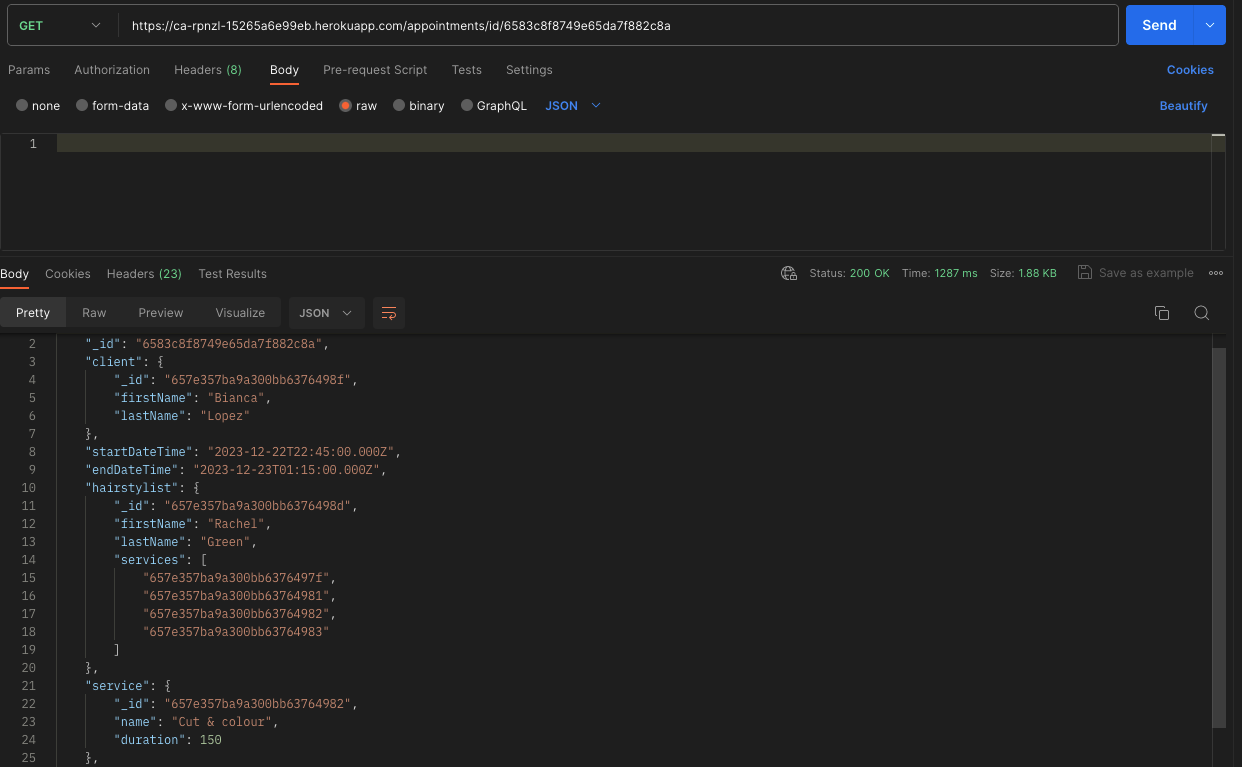 GET https://ca-rpnzl-15265a6e99eb.herokuapp.com/appointments/id/6583c8f8749e65da7f882c8a Send
Params Authorization Headers (8) Body Pre-request Script Tests Settings Cookies
none form-data x-www-form-urlencoded raw binary GraphQL JSON Beautify
1
Body Cookies Headers (23) Test Results Status: 200 OK Time: 1287 ms Size: 1.88 KB Save as example
Pretty Raw Preview Visualize JSON
2 "_id": "6583c8f8749e65da7f882c8a",
3 "client": {
4 "_id": "657e357ba9a300bb6376498f",
5 "firstName": "Bianca",
6 "lastName": "Lopez"
7 },
8 "startDateTime": "2023-12-22T22:45:00.000Z",
9 "endDateTime": "2023-12-23T01:15:00.000Z",
10 "hairstylist": {
11 "_id": "657e357ba9a300bb6376498d",
12 "firstName": "Rachel",
13 "lastName": "Green",
14 "services": [
15 "657e357ba9a300bb6376497f",
16 "657e357ba9a300bb63764981",
17 "657e357ba9a300bb63764982",
18 "657e357ba9a300bb63764983"
19 ]
20 },
21 "service": {
22 "_id": "657e357ba9a300bb63764982",
23 "name": "Cut & colour",
24 "duration": 150
25 },